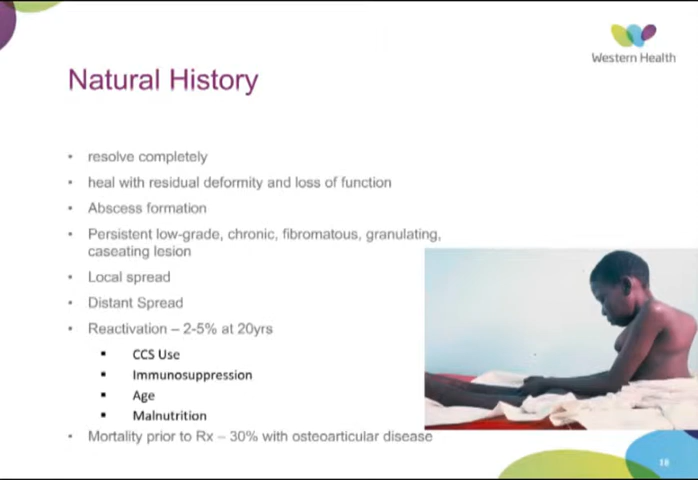 Western Health
Natural History
• resolve completely
• heal with residual deformity and loss of function
• Abscess formation
• Persistent low-grade, chronic, fibromatous, granulating,
caseating lesion
• Local spread
• Distant Spread
• Reactivation – 2-5% at 20yrs
▪ CCS Use
▪ Immunosuppression
▪ Age
▪ Malnutrition
• Mortality prior to Rx – 30% with osteoarticular disease
18